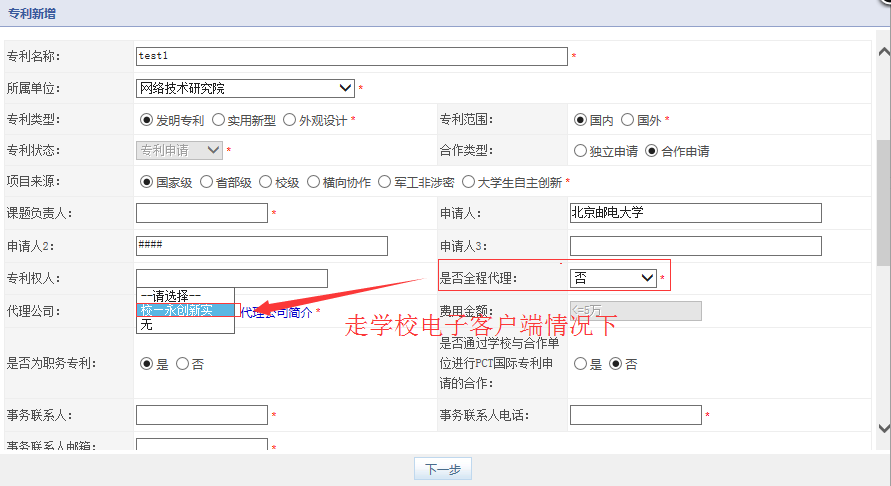 专利新增
专利名称： test1 *
所属单位： 网络技术研究院 *
专利类型： 发明专利 实用新型 外观设计 * 专利范围： 国内 国外 *
专利状态： 专利申请 * 合作类型： 独立申请 合作申请
项目来源： 国家级 省部级 校级 横向协作 军工非涉密 大学生自主创新 *
课题负责人： * 申请人： 北京邮电大学
申请人2： #### 申请人3：
专利权人： 是否全程代理： 否 *
--请选择--
代理公司： 校－永创新实 代理公司简介 * 费用金额： <=5万
无
走学校电子客户端情况下
是否为职务专利： 是 否 是否通过学校与合作单
位进行PCT国际专利申 是 否
请的合作：
事务联系人： * 事务联系人电话： *
事务联系人邮箱： *
下一步